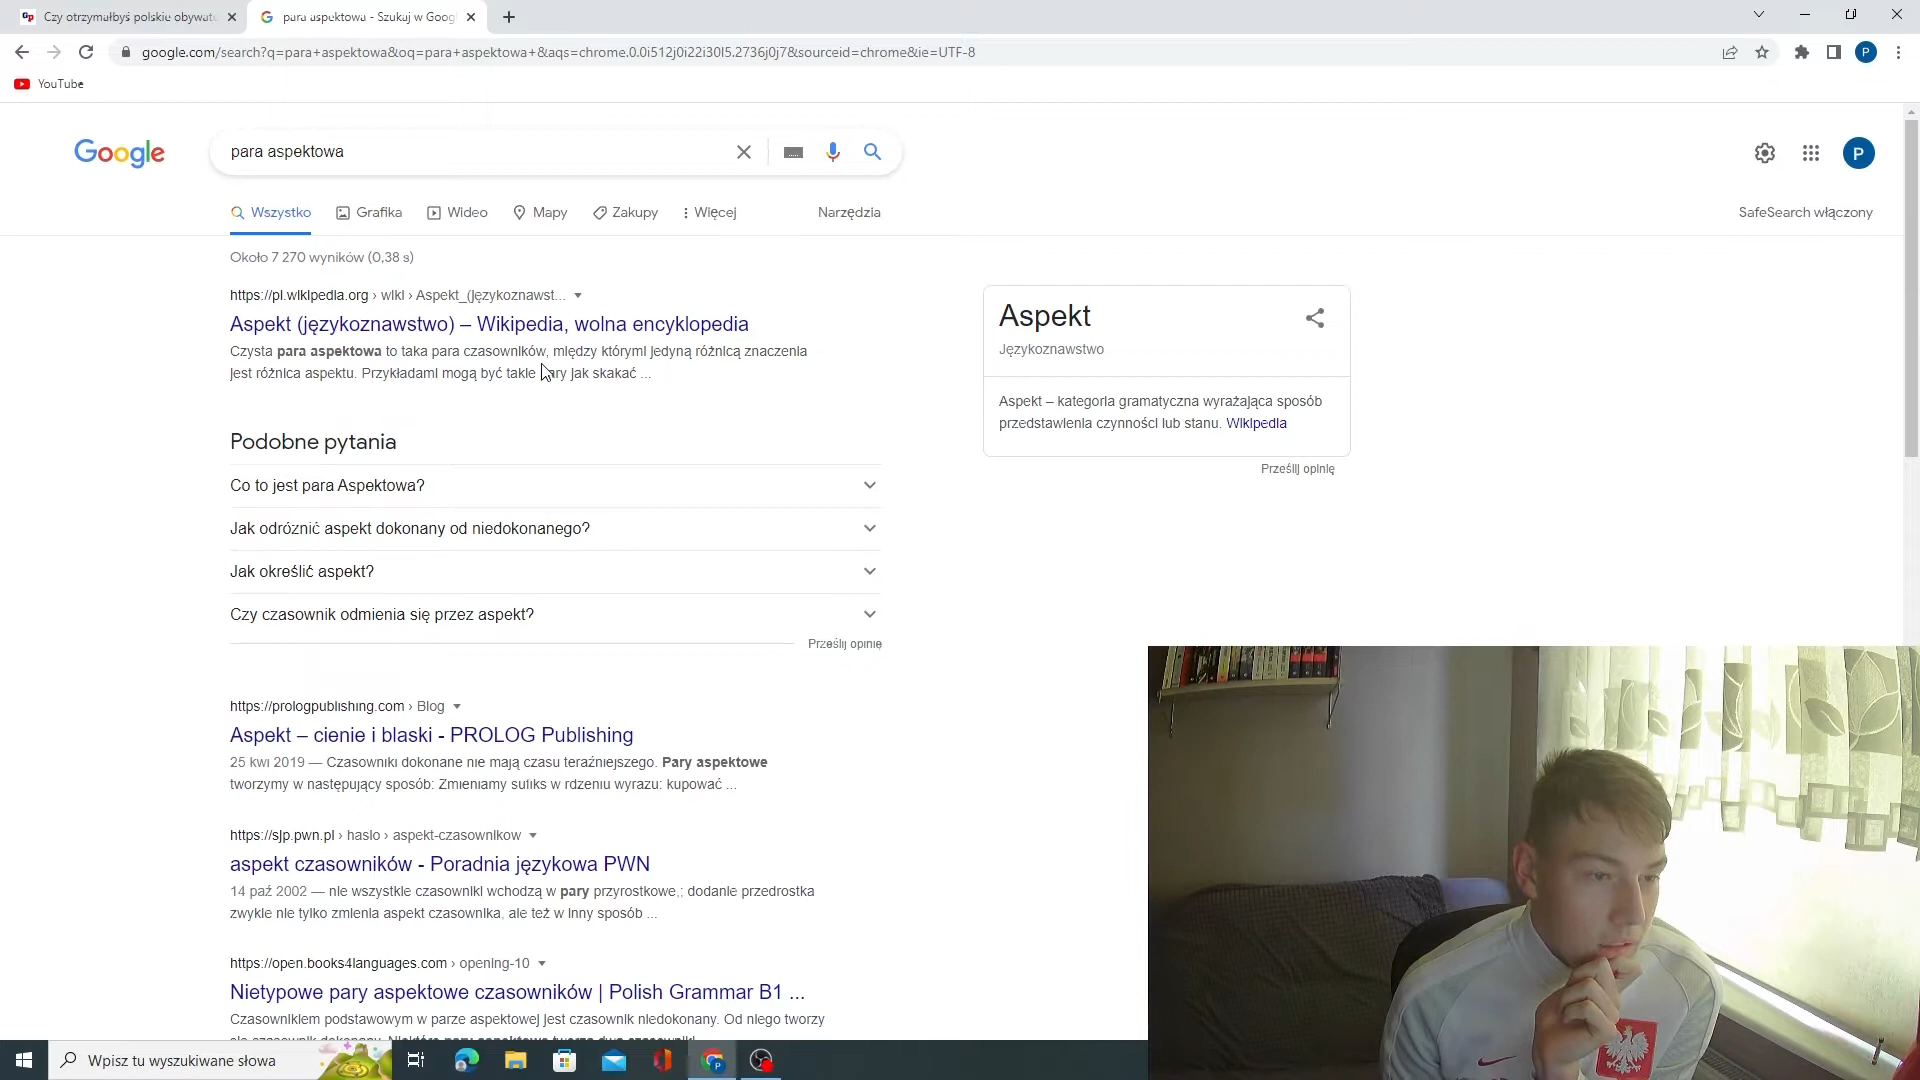 Czy otrzymałbyś polskie obywate
para aspektowa - Szukaj w Googl
google.com/search?q=para+aspektowa&oq=para+aspektowa+&aqs=chrome.0.0i512j0i22i30l5.2736j0j7&sourceid=chrome&ie=UTF-8
P
YouTube
Google
para aspektowa
P
Wszystko
Grafika
Wideo
Mapy
Zakupy
Więcej
Narzędzia
SafeSearch włączony
Około 7 270 wyników (0,38 s)
https://pl.wikipedia.org › wiki › Aspekt_(językoznawst...
Aspekt (językoznawstwo) – Wikipedia, wolna encyklopedia
Czysta para aspektowa to taka para czasowników, między którymi jedyną różnicą znaczenia
jest różnica aspektu. Przykładami mogą być takie pary jak skakać ...
Aspekt
Językoznawstwo
Aspekt – kategoria gramatyczna wyrażająca sposób
przedstawienia czynności lub stanu. Wikipedia
Prześlij opinię
Podobne pytania
Co to jest para Aspektowa?
Jak odróżnić aspekt dokonany od niedokonanego?
Jak określić aspekt?
Czy czasownik odmienia się przez aspekt?
Prześlij opinię
https://prologpublishing.com › Blog
Aspekt – cienie i blaski - PROLOG Publishing
25 kwi 2019 — Czasowniki dokonane nie mają czasu teraźniejszego. Pary aspektowe
tworzymy w następujący sposób: Zmieniamy sufiks w rdzeniu wyrazu: kupować ...
https://sjp.pwn.pl › haslo › aspekt-czasownikow
aspekt czasowników - Poradnia językowa PWN
14 paź 2002 — nie wszystkie czasowniki wchodzą w pary przyrostkowe,; dodanie przedrostka
zwykle nie tylko zmienia aspekt czasownika, ale też w inny sposób ...
https://open.books4languages.com › opening-10
Nietypowe pary aspektowe czasowników | Polish Grammar B1 ...
Czasownikiem podstawowym w parze aspektowej jest czasownik niedokonany. Od niego tworzy
Wpisz tu wyszukiwane słowa